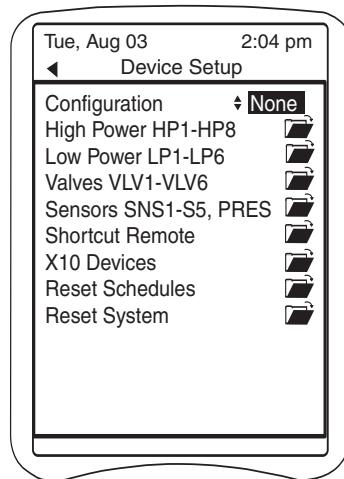 Tue, Aug 03 2:04 pm
Device Setup
Configuration None
High Power HP1-HP8
Low Power LP1-LP6
Valves VLV1-VLV6
Sensors SNS1-S5, PRES
Shortcut Remote
X10 Devices
Reset Schedules
Reset System